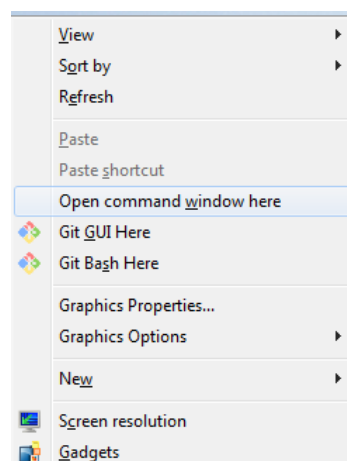 View
Sort by
Refresh
Paste
Paste shortcut
Open command window here
Git GUI Here
Git Bash Here
Graphics Properties...
Graphics Options
New
Screen resolution
Gadgets